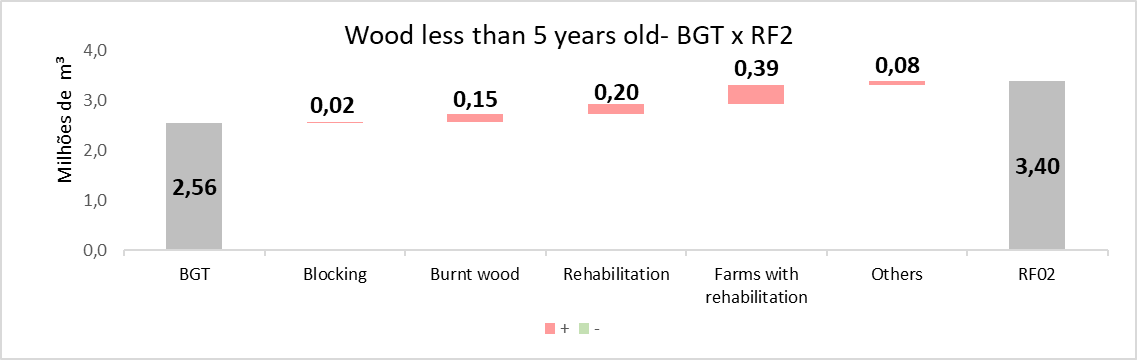 Wood less than 5 years old- BGT x RF2
Milhões de m³
4,0
3,0
2,0
1,0
0,0
2,56
0,02
0,15
0,20
0,39
0,08
3,40
BGT
Blocking
Burnt wood
Rehabilitation
Farms with
rehabilitation
Others
RF02
+
-